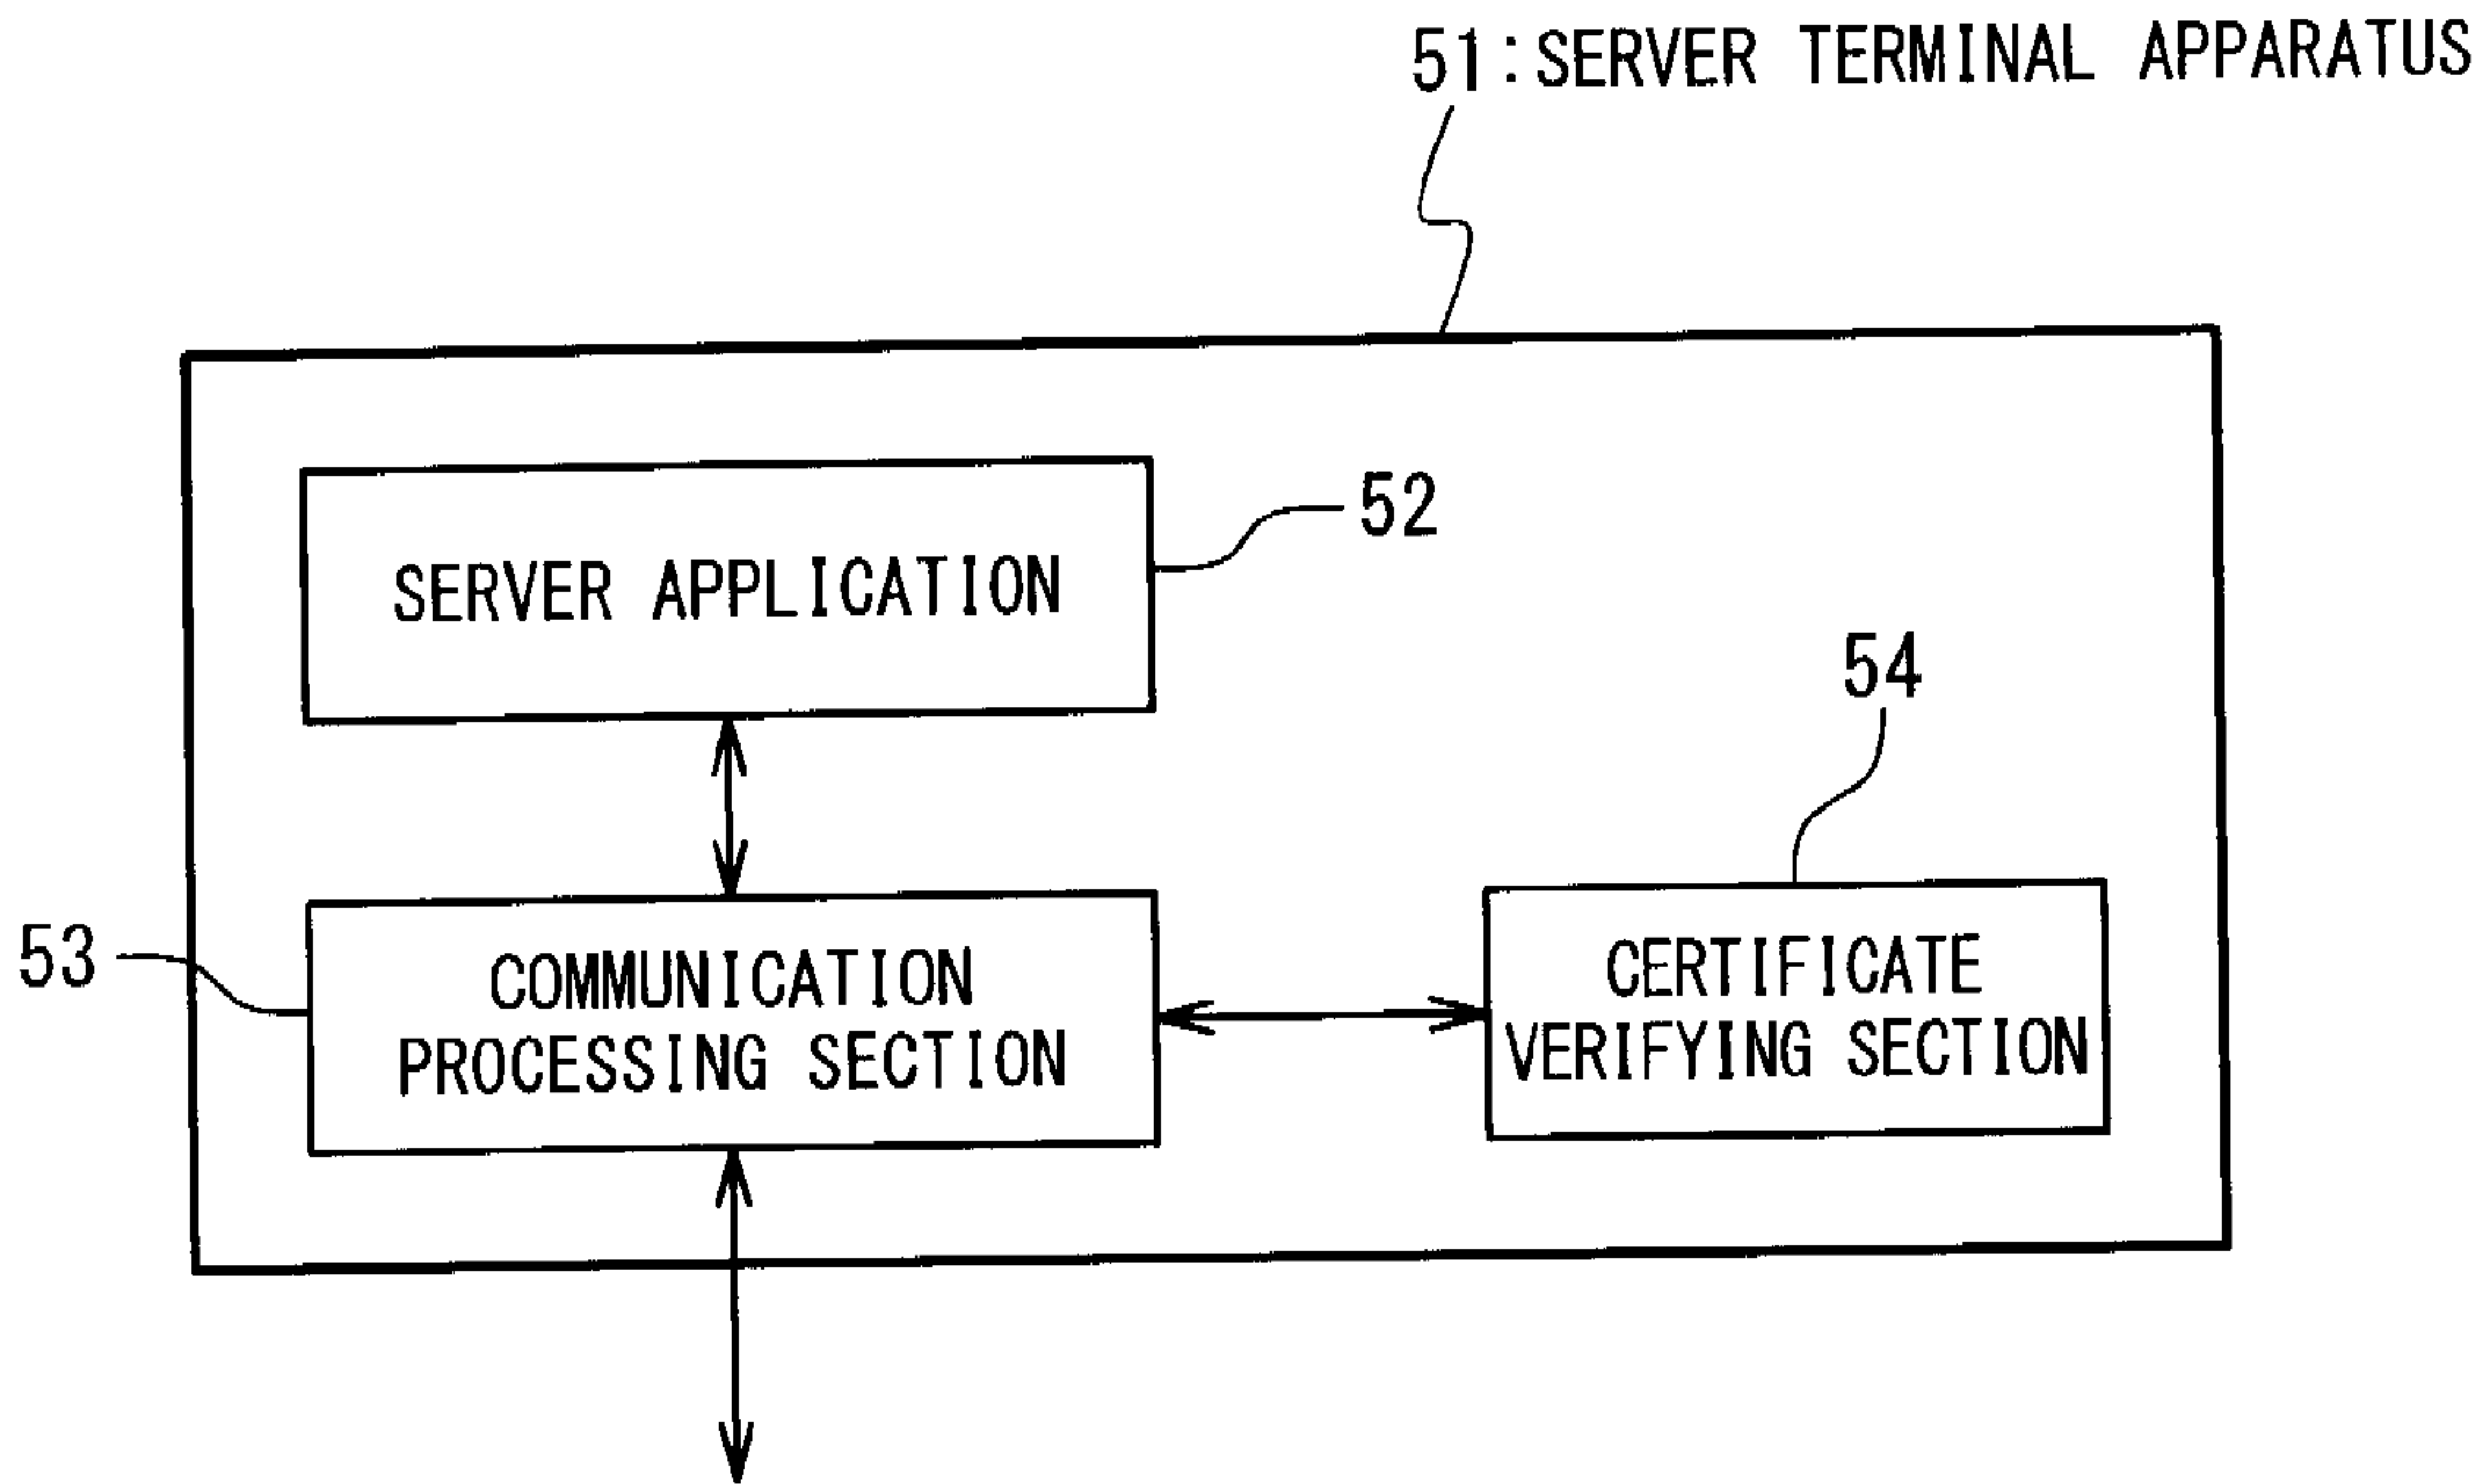 51:SERVER TERMINAL APPARATUS
52
SERVER APPLICATION
54
53
COMMUNICATION
PROCESSING SECTION
CERTIFICATE
VERIFYING SECTION